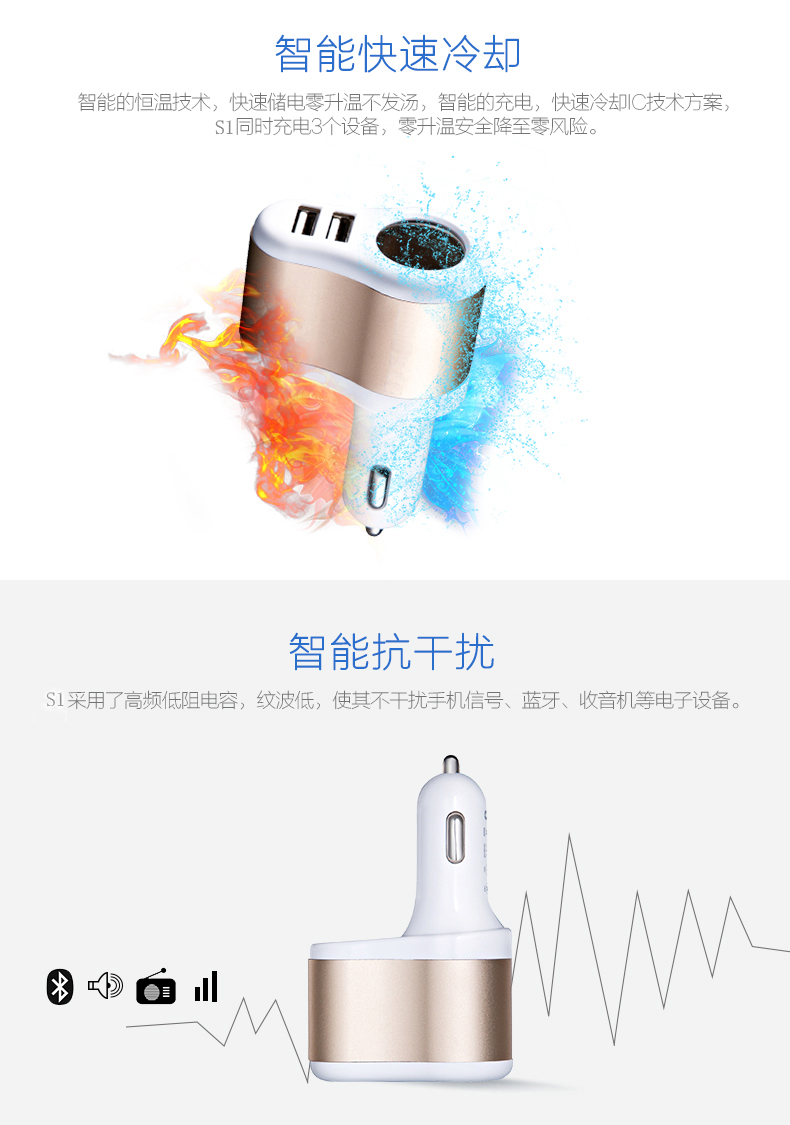 智能快速冷却
智能的恒温技术，快速储电零升温不发汤，智能的充电，快速冷却IC技术方案，
S1同时充电3个设备，零升温安全降至零风险。
智能抗干扰
S1采用了高频低阻电容，纹波低，使其不干扰手机信号、蓝牙、收音机等电子设备。